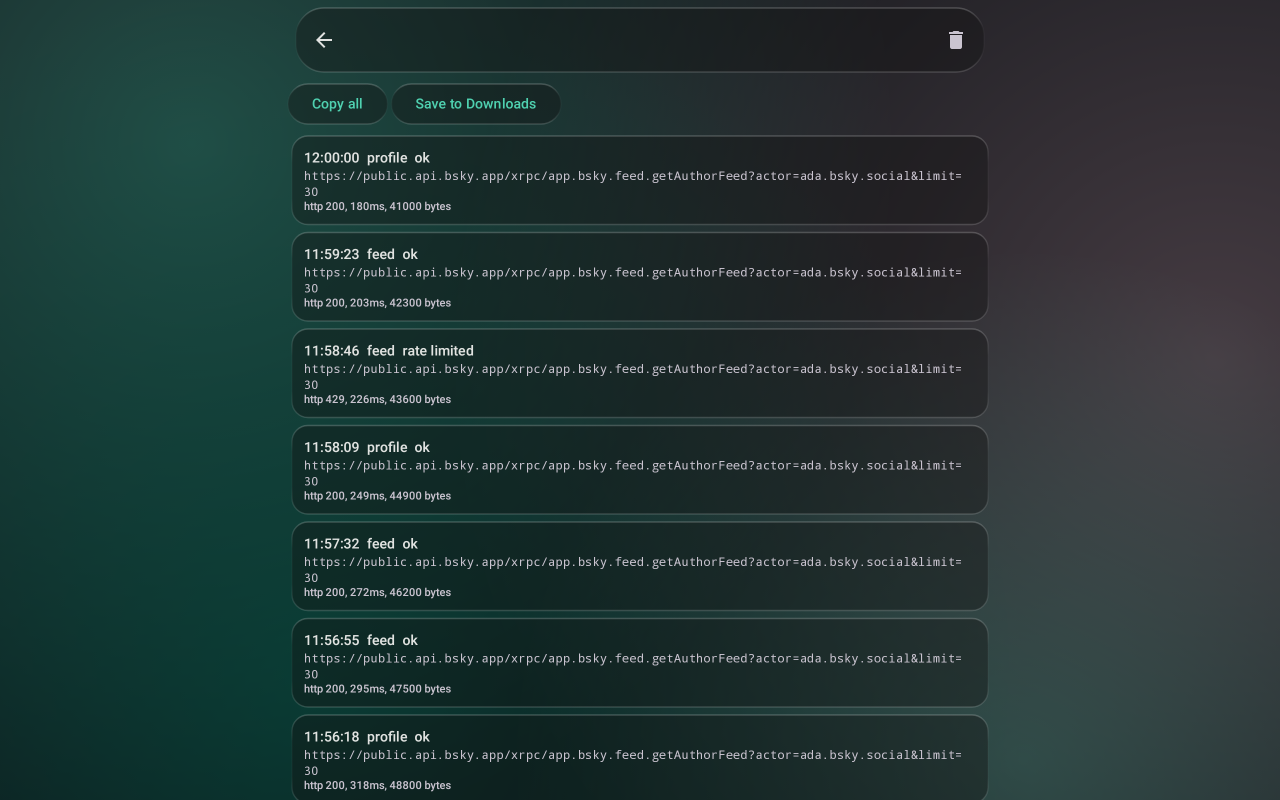 Copy all
Save to Downloads
12:00:00 profile ok
https://public.api.bsky.app/xrpc/app.bsky.feed.getAuthorFeed?actor=ada.bsky.social&limit=
30
http 200, 180ms, 41000 bytes
11:59:23 feed ok
https://public.api.bsky.app/xrpc/app.bsky.feed.getAuthorFeed?actor=ada.bsky.social&limit=
30
http 200, 203ms, 42300 bytes
11:58:46 feed rate limited
https://public.api.bsky.app/xrpc/app.bsky.feed.getAuthorFeed?actor=ada.bsky.social&limit=
30
http 429, 226ms, 43600 bytes
11:58:09 profile ok
https://public.api.bsky.app/xrpc/app.bsky.feed.getAuthorFeed?actor=ada.bsky.social&limit=
30
http 200, 249ms, 44900 bytes
11:57:32 feed ok
https://public.api.bsky.app/xrpc/app.bsky.feed.getAuthorFeed?actor=ada.bsky.social&limit=
30
http 200, 272ms, 46200 bytes
11:56:55 feed ok
https://public.api.bsky.app/xrpc/app.bsky.feed.getAuthorFeed?actor=ada.bsky.social&limit=
30
http 200, 295ms, 47500 bytes
11:56:18 profile ok
https://public.api.bsky.app/xrpc/app.bsky.feed.getAuthorFeed?actor=ada.bsky.social&limit=
30
http 200, 318ms, 48800 bytes